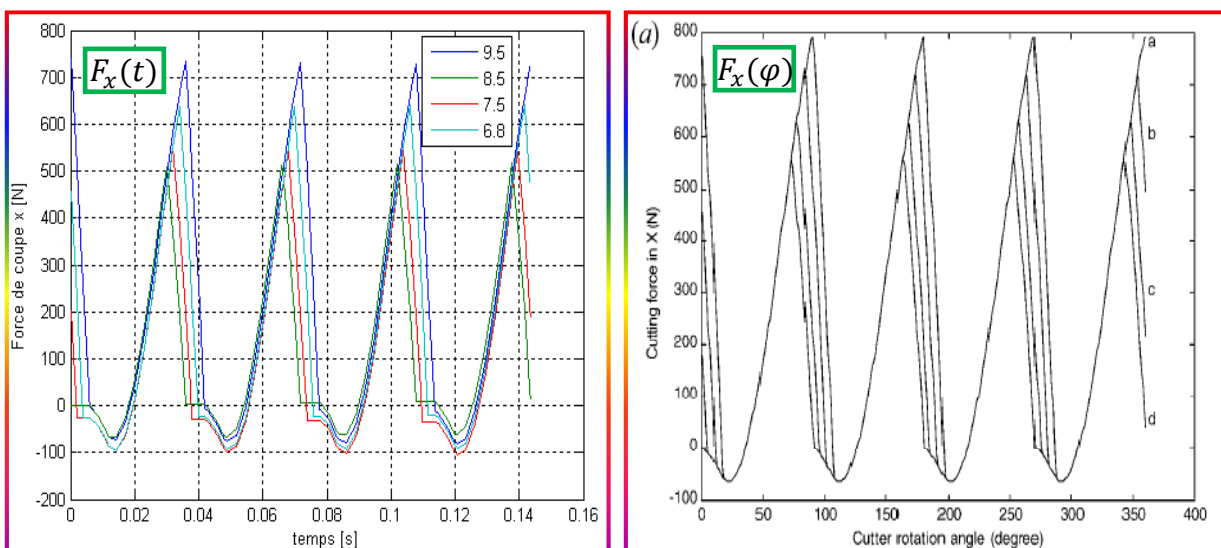 F_x(t)
9.5
8.5
7.5
6.8
800
700
600
500
400
300
200
100
0
-100
-200
Force de coupe x [N]
0 0.02 0.04 0.06 0.08 0.1 0.12 0.14 0.16
temps [s]
(a)
F_x(φ)
800
700
600
500
400
300
200
100
0
-100
Cutting force in X (N)
a
b
c
d
0 50 100 150 200 250 300 350 400
Cutter rotation angle (degree)